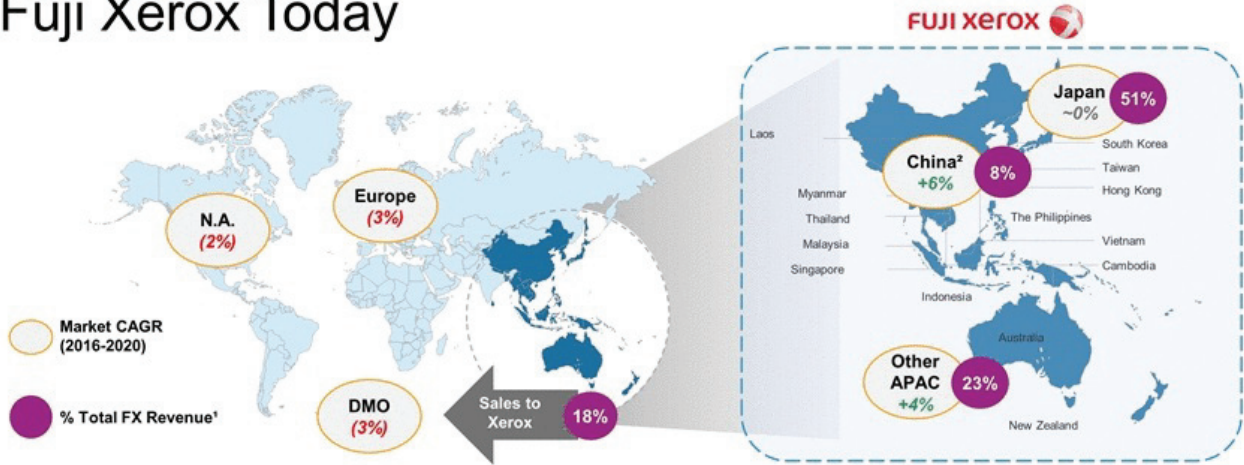 Fuji Xerox Today
FUJI xerox
N.A.
(2%)
Europe
(3%)
DMO
(3%)
Market CAGR
(2016-2020)
% Total FX Revenue¹
Sales to
Xerox
18%
Japan
~0%
51%
Laos
South Korea
China²
+6%
8%
Taiwan
Hong Kong
Myanmar
Thailand
The Philippines
Malaysia
Vietnam
Singapore
Cambodia
Indonesia
Australia
Other
APAC
+4%
23%
New Zealand